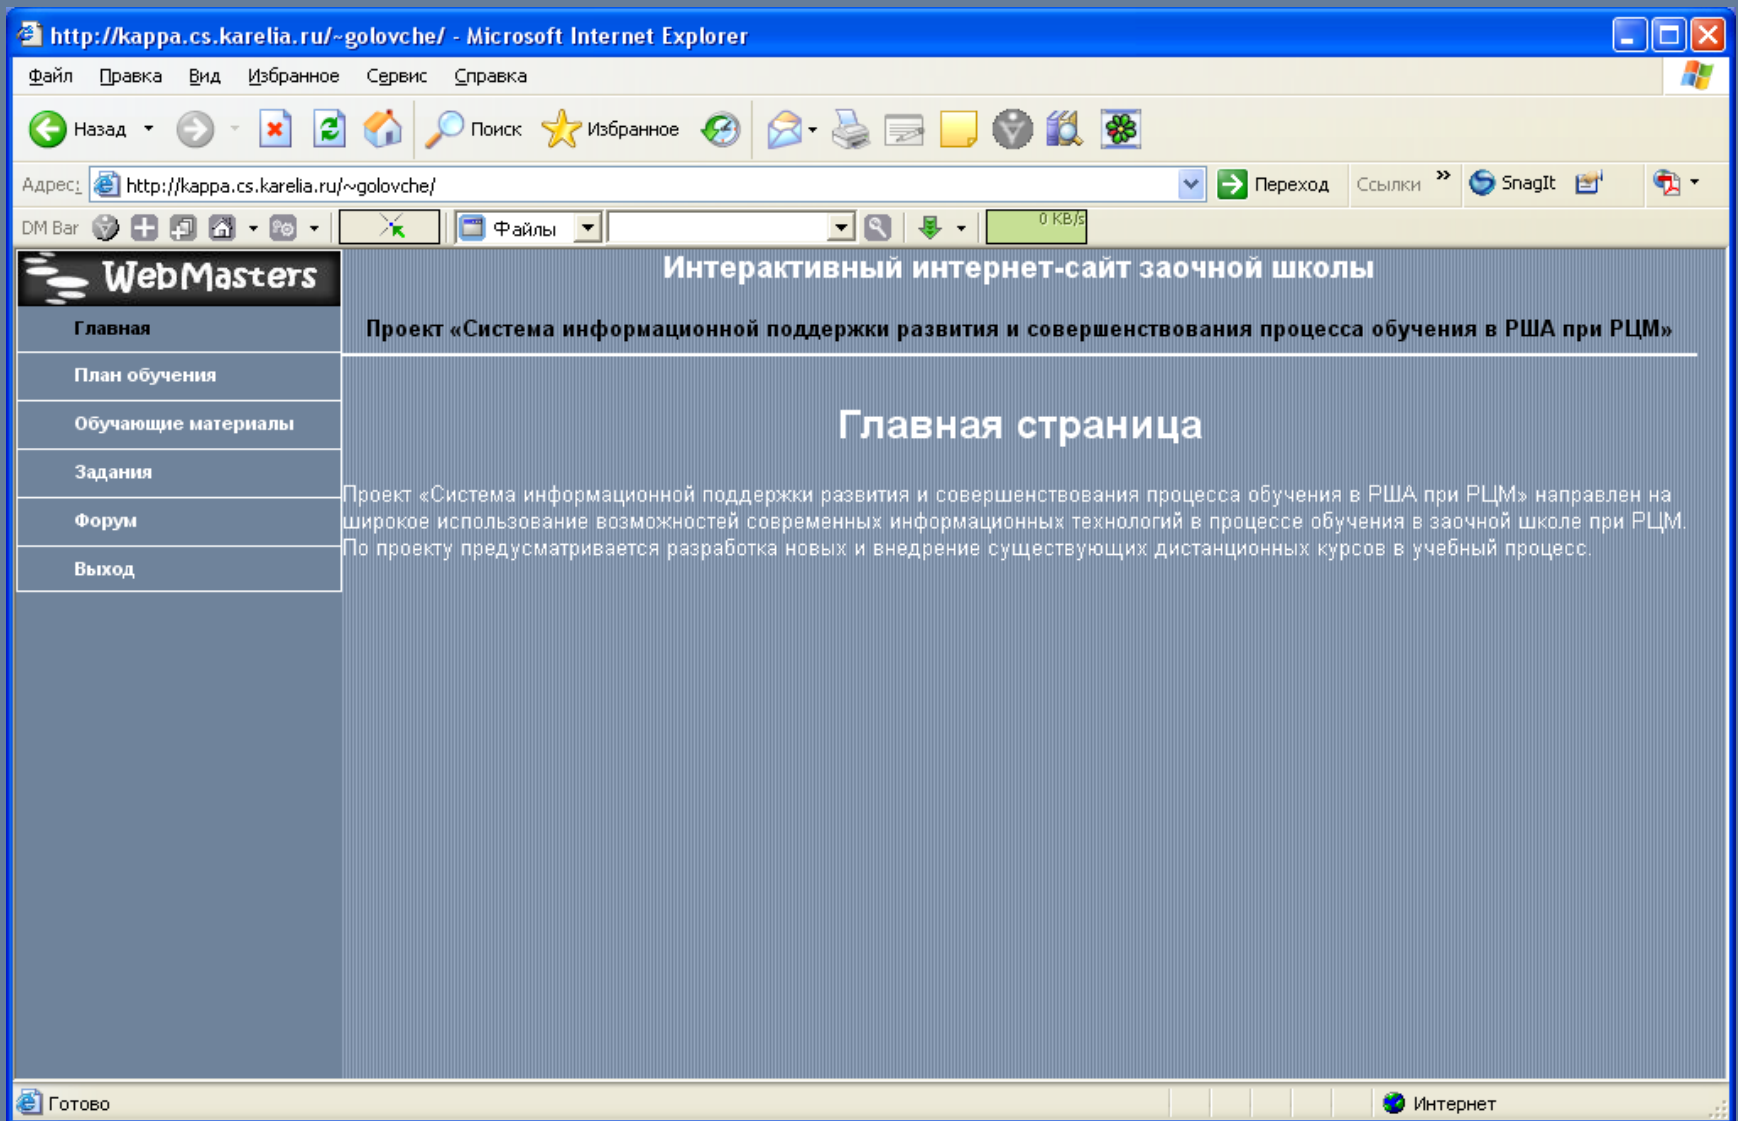 http://kappa.cs.karelia.ru/~golovche/ - Microsoft Internet Explorer
Файл Правка Вид Избранное Сервис Справка
Назад Поиск Избранное
Адрес: http://kappa.cs.karelia.ru/~golovche/ Переход Ссылки » SnagIt
DM Bar Файлы 0 KB/s
WebMasters
Главная
План обучения
Обучающие материалы
Задания
Форум
Выход
Интерактивный интернет-сайт заочной школы
Проект «Система информационной поддержки развития и совершенствования процесса обучения в РША при РЦМ»
Главная страница
Проект «Система информационной поддержки развития и совершенствования процесса обучения в РША при РЦМ» направлен на
широкое использование возможностей современных информационных технологий в процессе обучения в заочной школе при РЦМ.
По проекту предусматривается разработка новых и внедрение существующих дистанционных курсов в учебный процесс.
Готово Интернет